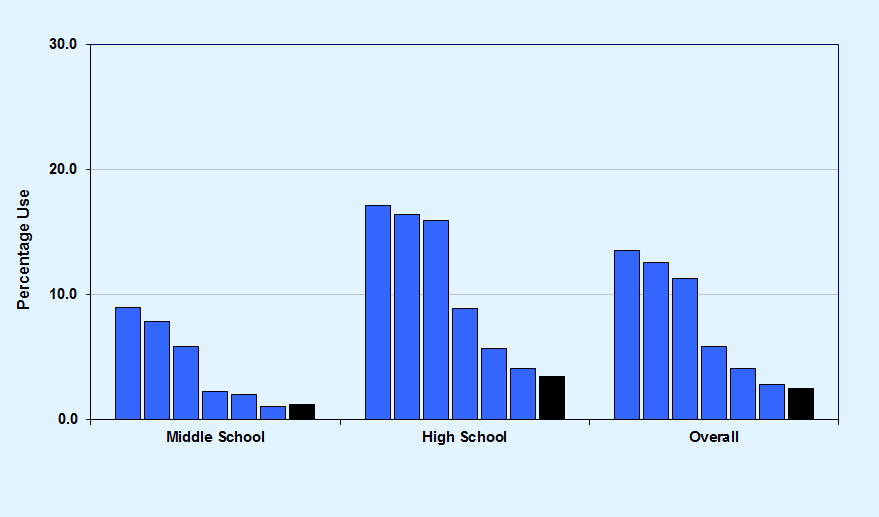 30.0
20.0
10.0
0.0
Percentage Use
Middle School
High School
Overall